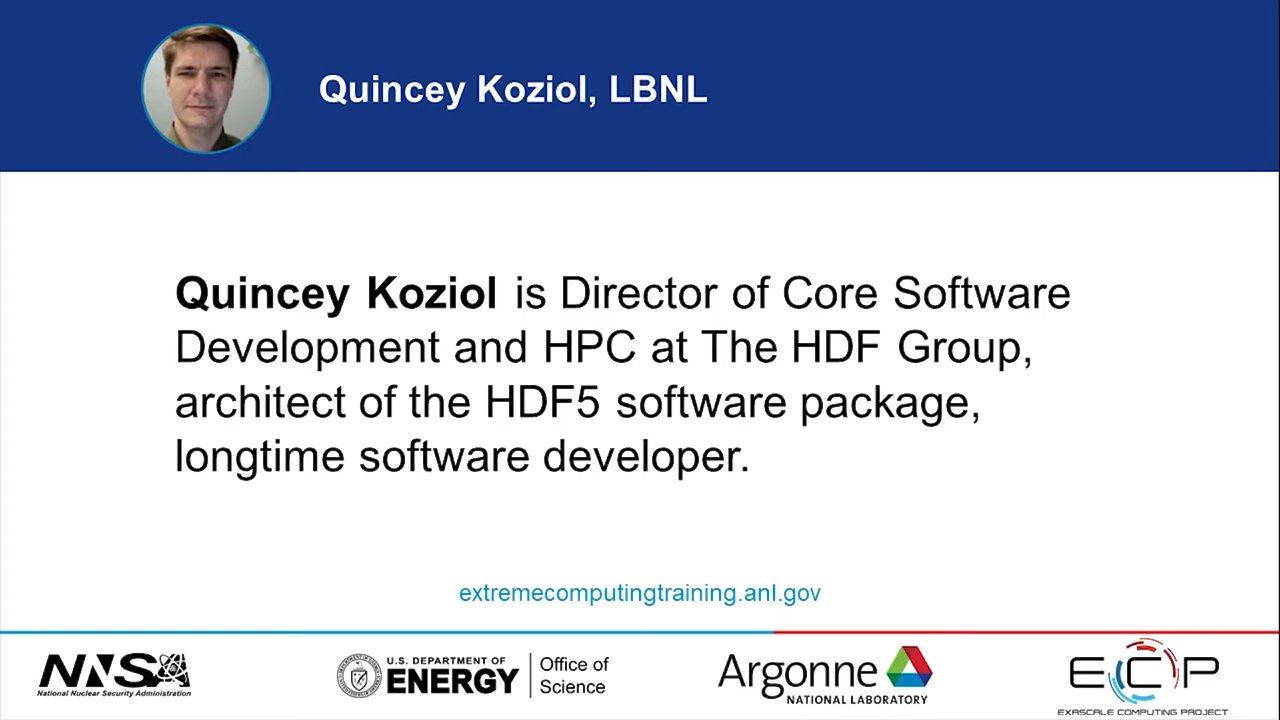 Quincey Koziol, LBNL
Quincey Koziol is Director of Core Software
Development and HPC at The HDF Group,
architect of the HDF5 software package,
longtime software developer.
extremecomputingtraining.anl.gov
NNSA
National Nuclear Security Administration
U.S. DEPARTMENT OF
ENERGY
Office of
Science
Argonne
NATIONAL LABORATORY
ECP
EXASCALE COMPUTING PROJECT